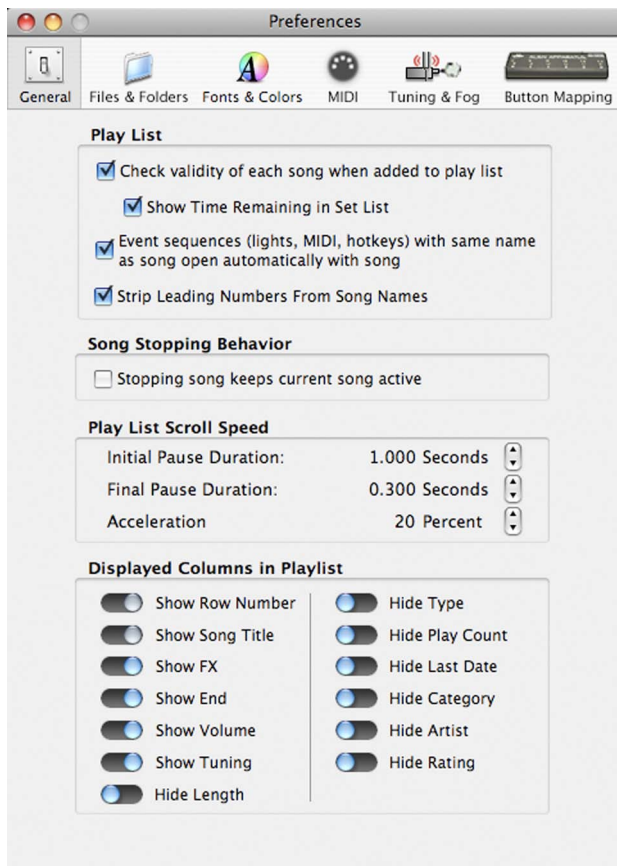 Preferences
General
Files & Folders
Fonts & Colors
MIDI
Tuning & Fog
Button Mapping
Play List
Check validity of each song when added to play list
Show Time Remaining in Set List
Event sequences (lights, MIDI, hotkeys) with same name
as song open automatically with song
Strip Leading Numbers From Song Names
Song Stopping Behavior
Stopping song keeps current song active
Play List Scroll Speed
Initial Pause Duration: 1.000 Seconds
Final Pause Duration: 0.300 Seconds
Acceleration 20 Percent
Displayed Columns in Playlist
Show Row Number
Show Song Title
Show FX
Show End
Show Volume
Show Tuning
Hide Length
Hide Type
Hide Play Count
Hide Last Date
Hide Category
Hide Artist
Hide Rating